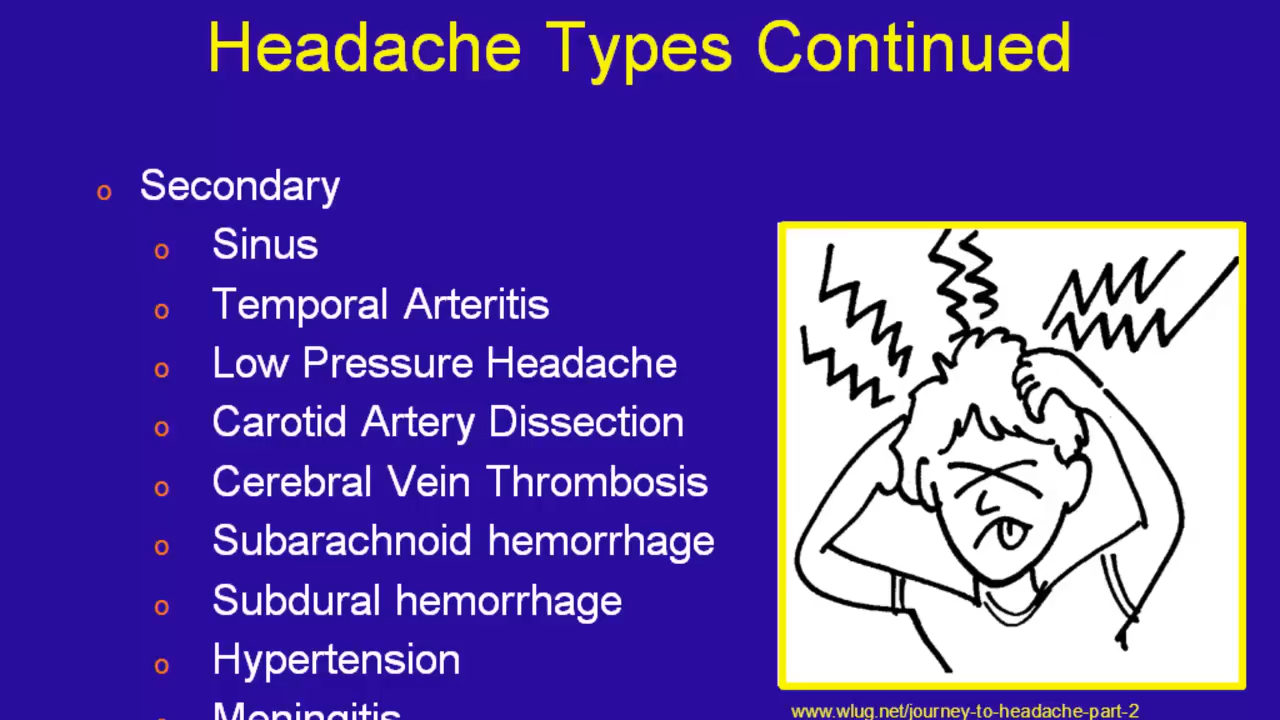 Headache Types Continued
o Secondary
o Sinus
o Temporal Arteritis
o Low Pressure Headache
o Carotid Artery Dissection
o Cerebral Vein Thrombosis
o Subarachnoid hemorrhage
o Subdural hemorrhage
o Hypertension
o Meningitis
www.wlug.net/journey-to-headache-part-2